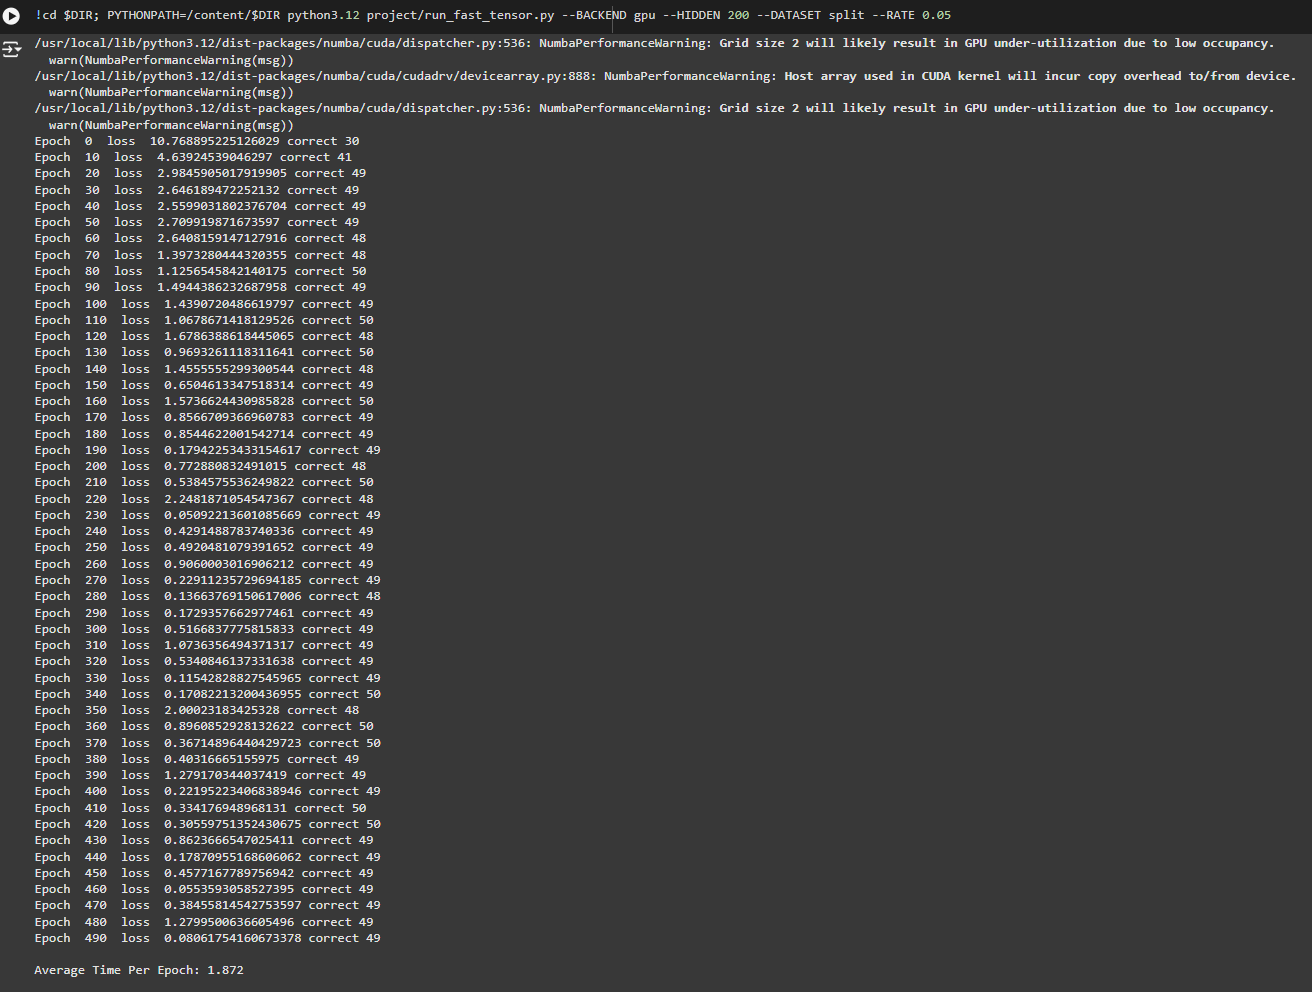 !cd $DIR; PYTHONPATH=/content/$DIR python3.12 project/run_fast_tensor.py --BACKEND gpu --HIDDEN 200 --DATASET split --RATE 0.05
/usr/local/lib/python3.12/dist-packages/numba/cuda/dispatcher.py:536: NumbaPerformanceWarning: Grid size 2 will likely result in GPU under-utilization due to low occupancy.
  warn(NumbaPerformanceWarning(msg))
/usr/local/lib/python3.12/dist-packages/numba/cuda/cudadrv/devicearray.py:888: NumbaPerformanceWarning: Host array used in CUDA kernel will incur copy overhead to/from device.
  warn(NumbaPerformanceWarning(msg))
/usr/local/lib/python3.12/dist-packages/numba/cuda/dispatcher.py:536: NumbaPerformanceWarning: Grid size 2 will likely result in GPU under-utilization due to low occupancy.
  warn(NumbaPerformanceWarning(msg))
Epoch  0  loss  10.768895225126029 correct 30
Epoch  10  loss  4.63924539046297 correct 41
Epoch  20  loss  2.9845905017919905 correct 49
Epoch  30  loss  2.646189472252132 correct 49
Epoch  40  loss  2.5599031802376704 correct 49
Epoch  50  loss  2.709919871673597 correct 49
Epoch  60  loss  2.6408159147127916 correct 48
Epoch  70  loss  1.3973280444320355 correct 48
Epoch  80  loss  1.1256545842140175 correct 50
Epoch  90  loss  1.4944386232687958 correct 49
Epoch  100  loss  1.4390720486619797 correct 49
Epoch  110  loss  1.0678671418129526 correct 50
Epoch  120  loss  1.6786388618445065 correct 48
Epoch  130  loss  0.9693261118311641 correct 50
Epoch  140  loss  1.4555555299300544 correct 48
Epoch  150  loss  0.6504613347518314 correct 49
Epoch  160  loss  1.5736624430985828 correct 50
Epoch  170  loss  0.8566709366960783 correct 49
Epoch  180  loss  0.8544622001542714 correct 49
Epoch  190  loss  0.17942253433154617 correct 49
Epoch  200  loss  0.772880832491015 correct 48
Epoch  210  loss  0.5384575536249822 correct 50
Epoch  220  loss  2.2481871054547367 correct 48
Epoch  230  loss  0.05092213601085669 correct 49
Epoch  240  loss  0.4291488783740336 correct 49
Epoch  250  loss  0.4920481079391652 correct 49
Epoch  260  loss  0.9060003016906212 correct 49
Epoch  270  loss  0.22911235729694185 correct 49
Epoch  280  loss  0.13663769150617006 correct 48
Epoch  290  loss  0.1729357662977461 correct 49
Epoch  300  loss  0.5166837775815833 correct 49
Epoch  310  loss  1.0736356494371317 correct 49
Epoch  320  loss  0.5340846137331638 correct 49
Epoch  330  loss  0.11542828827545965 correct 49
Epoch  340  loss  0.17082213200436955 correct 50
Epoch  350  loss  2.00023183425328 correct 48
Epoch  360  loss  0.8960852928132622 correct 50
Epoch  370  loss  0.36714896440429723 correct 50
Epoch  380  loss  0.40316665155975 correct 49
Epoch  390  loss  1.279170344037419 correct 49
Epoch  400  loss  0.22195223406838946 correct 49
Epoch  410  loss  0.334176948968131 correct 50
Epoch  420  loss  0.30559751352430675 correct 50
Epoch  430  loss  0.8623666547025411 correct 49
Epoch  440  loss  0.17870955168606062 correct 49
Epoch  450  loss  0.4577167789756942 correct 49
Epoch  460  loss  0.0553593058527395 correct 49
Epoch  470  loss  0.38455814542753597 correct 49
Epoch  480  loss  1.2799500636605496 correct 49
Epoch  490  loss  0.08061754160673378 correct 49
Average Time Per Epoch: 1.872